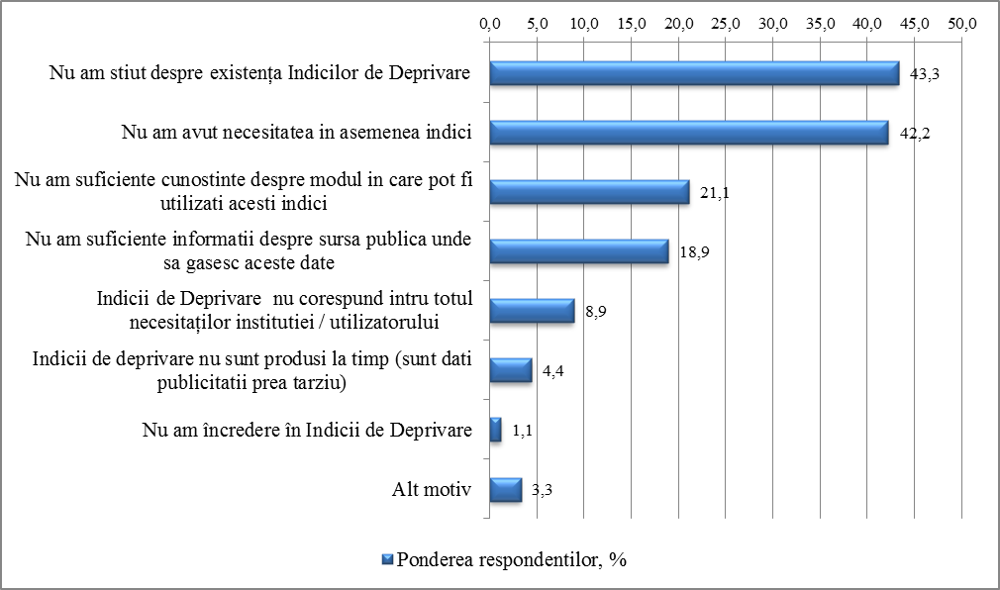 0,0 5,0 10,0 15,0 20,0 25,0 30,0 35,0 40,0 45,0 50,0
Nu am stiut despre existența Indicilor de Deprivare
43,3
Nu am avut necesitatea in asemenea indici
42,2
Nu am suficiente cunostinte despre modul in care pot fi
utilizati acesti indici
21,1
Nu am suficiente informatii despre sursa publica unde
sa gasesc aceste date
18,9
Indicii de Deprivare nu corespund intru totul
necesitaților institutiei / utilizatorului
8,9
Indicii de deprivare nu sunt produsi la timp (sunt dati
publicitatii prea tarziu)
4,4
Nu am încredere în Indicii de Deprivare
1,1
Alt motiv
3,3
Ponderea respondentilor, %